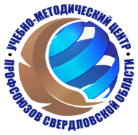 УЧЕБНО-МЕТОДИЧЕСКИЙ ЦЕНТР
ПРОФСОЮЗОВ СВЕРДЛОВСКОЙ ОБЛАСТИ